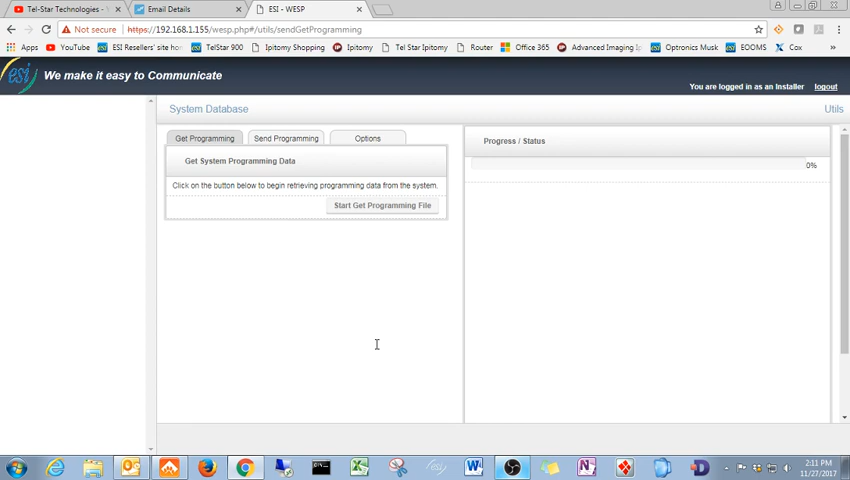 Tel-Star Technologies -
Email Details
ESI - WESP
Not secure
https://192.168.1.155/wesp.php#/utils/sendGetProgramming
Apps
YouTube
ESI Resellers' site ho
TelStar 900
Ipitomy Shopping
Ipitomy
Tel Star Ipitomy
Router
Office 365
Advanced Imaging Ip
Optronics Musk
EOOMS
Cox
»
esi
We make it easy to Communicate
You are logged in as an Installer
logout
System Database
Utils
Get Programming
Send Programming
Options
Progress / Status
Get System Programming Data
0%
Click on the button below to begin retrieving programming data from the system.
Start Get Programming File
2:11 PM
11/27/2017